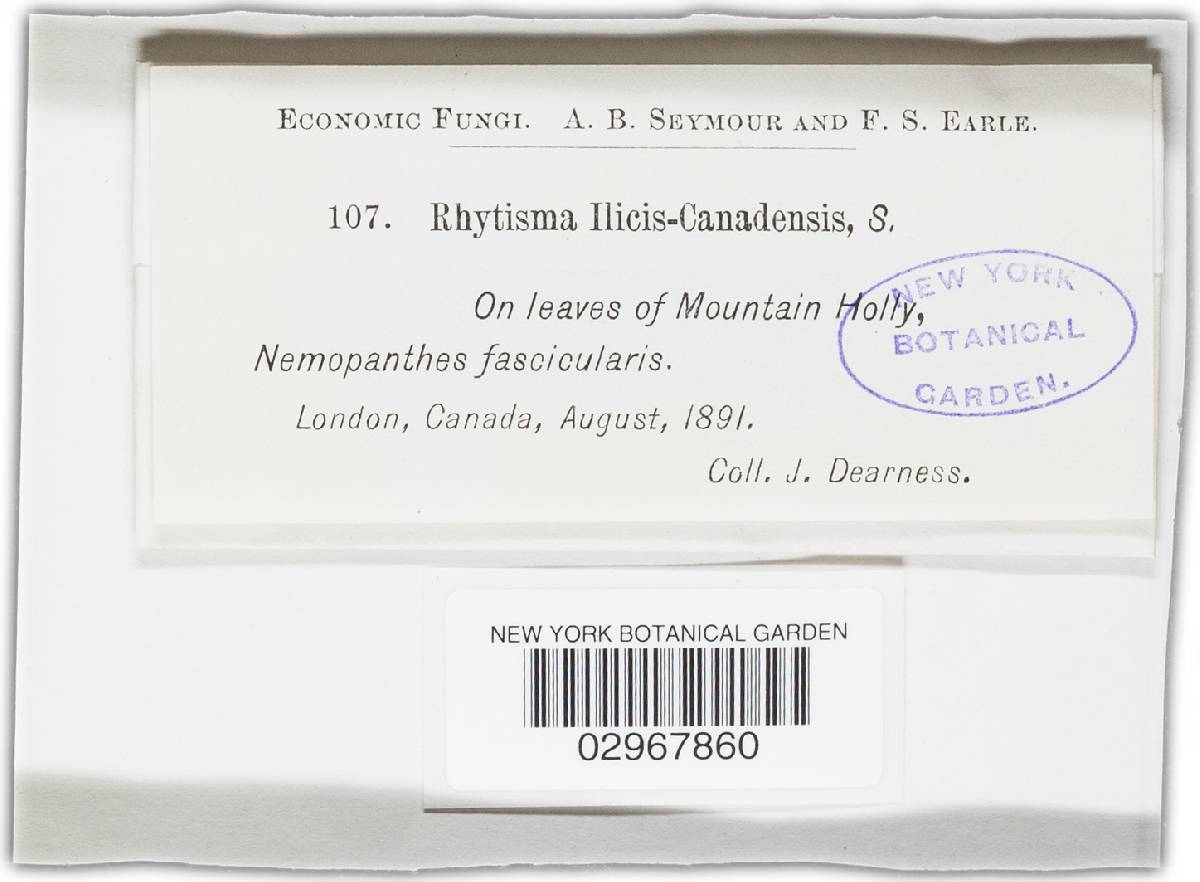 ECONOMIC FUNGI. A. B. SEYMOUR AND F. S. EARLE.
107. Rhytisma Ilicis-Canadensis, S.
On leaves of Mountain Holly,
Nemopanthes fascicularis.
London, Canada, August, 1891.
Coll. J. Dearness.
NEW YORK
BOTANICAL
GARDEN.
NEW YORK BOTANICAL GARDEN
02967860